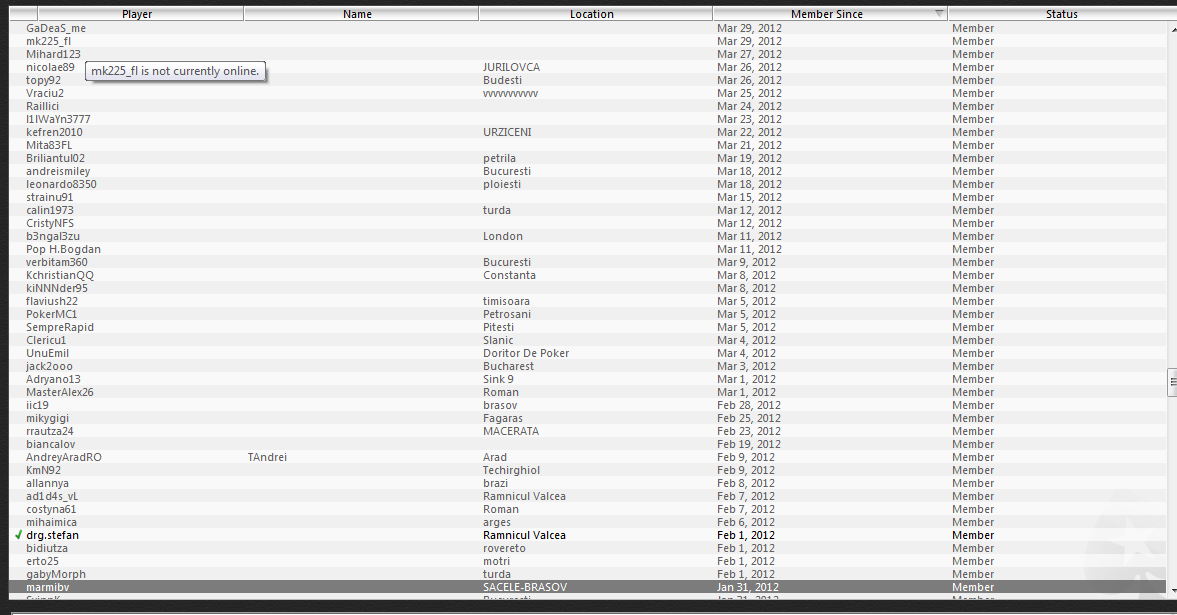 Player Name Location Member Since Status
GaDeaS_me Mar 29, 2012 Member
mk225_fl Mar 29, 2012 Member
Mihard123 Mar 27, 2012 Member
nicolae89 JURILOVCA Mar 26, 2012 Member
mk225_fl is not currently online.
topy92 Budesti Mar 26, 2012 Member
Vraciu2 vvvvvvvvvv Mar 25, 2012 Member
Raillici Mar 24, 2012 Member
l1lWaYn3777 Mar 23, 2012 Member
kefren2010 URZICENI Mar 22, 2012 Member
Mita83FL Mar 21, 2012 Member
Briliantul02 petrila Mar 19, 2012 Member
andreismiley Bucuresti Mar 18, 2012 Member
leonardo8350 ploiesti Mar 18, 2012 Member
strainu91 Mar 15, 2012 Member
calin1973 turda Mar 12, 2012 Member
CristyNFS Mar 12, 2012 Member
b3ngal3zu London Mar 11, 2012 Member
Pop H.Bogdan Mar 11, 2012 Member
verbitam360 Bucuresti Mar 9, 2012 Member
KchristianQQ Constanta Mar 8, 2012 Member
kiNNNder95 Mar 8, 2012 Member
flaviush22 timisoara Mar 5, 2012 Member
PokerMC1 Petrosani Mar 5, 2012 Member
SempreRapid Pitesti Mar 5, 2012 Member
Clericu1 Slanic Mar 4, 2012 Member
UnuEmil Doritor De Poker Mar 4, 2012 Member
jack2ooo Bucharest Mar 3, 2012 Member
Adryano13 Sink 9 Mar 1, 2012 Member
MasterAlex26 Roman Mar 1, 2012 Member
iic19 brasov Feb 28, 2012 Member
mikygigi Fagaras Feb 25, 2012 Member
rrautza24 MACERATA Feb 23, 2012 Member
biancalov Feb 19, 2012 Member
AndreyAradRO TAndrei Arad Feb 9, 2012 Member
KmN92 Techirghiol Feb 9, 2012 Member
allannya brazi Feb 8, 2012 Member
ad1d4s_vL Ramnicul Valcea Feb 7, 2012 Member
costyna61 Roman Feb 7, 2012 Member
mihaimica arges Feb 6, 2012 Member
drg.stefan Ramnicul Valcea Feb 1, 2012 Member
bidiutza rovereto Feb 1, 2012 Member
erto25 motri Feb 1, 2012 Member
gabyMorph turda Feb 1, 2012 Member
marmibv SACELE-BRASOV Jan 31, 2012 Member